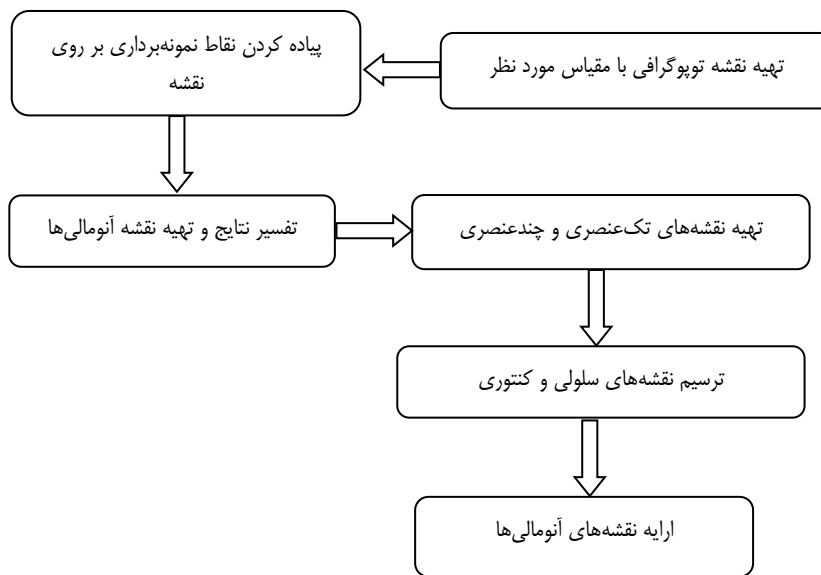 تهیه نقشه توپوگرافی با مقیاس مورد نظر
پیاده کردن نقاط نمونه‌برداری بر روی
نقشه
تفسیر نتایج و تهیه نقشه آنومالی‌ها
تهیه نقشه‌های تک‌عنصری و چندعنصری
ترسیم نقشه‌های سلولی و کنتوری
ارایه نقشه‌های آنومالی‌ها